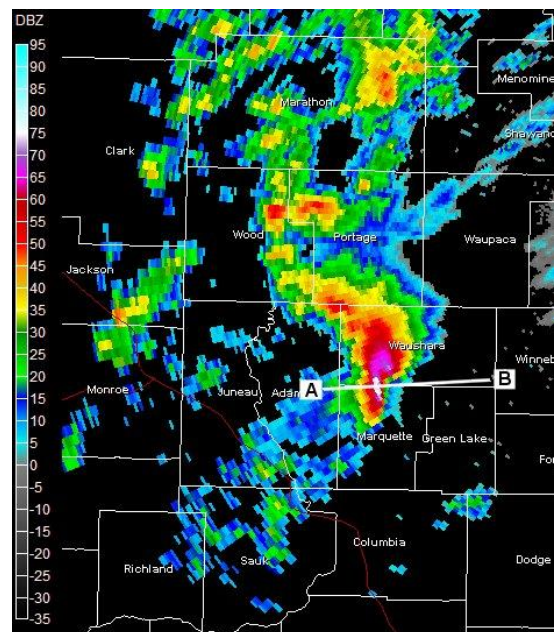 DBZ
95
90
85
80
75
70
65
60
55
50
45
40
35
30
25
20
15
10
5
0
-5
-10
-15
-20
-25
-30
-35
Menomine
Marathon
Shawano
Clark
Wood
Portage
Waupaca
Jackson
Waushara
Winneb
Monroe
Juneau
Adam
A
B
Marquette
Green Lake
For
Columbia
Dodge
Sauk
Richland